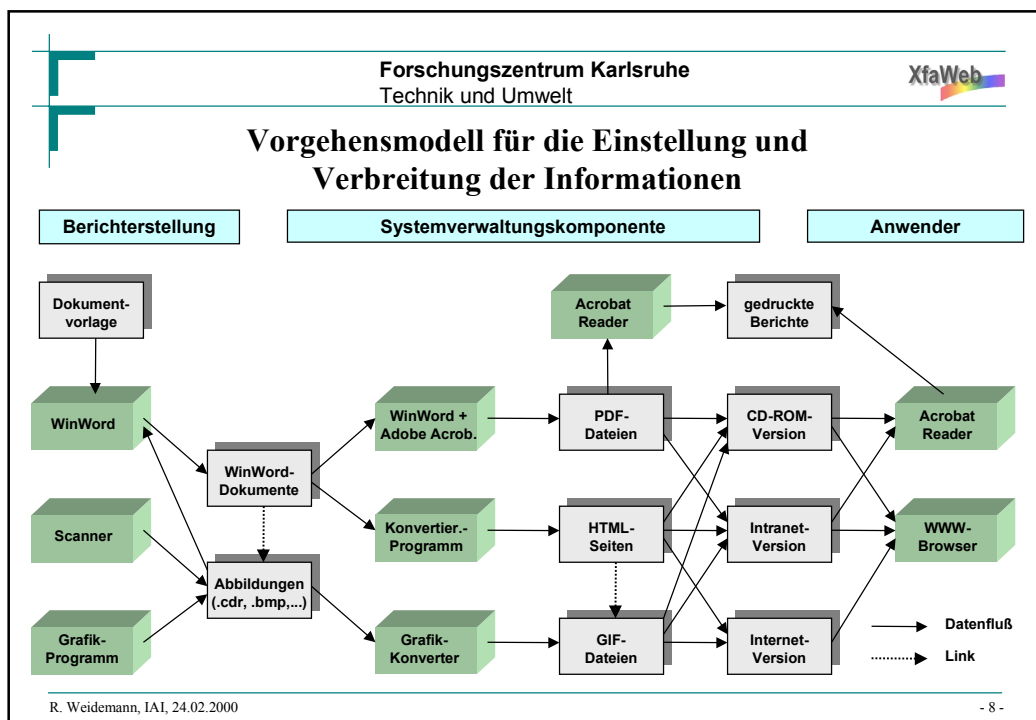 Forschungszentrum Karlsruhe
Technik und Umwelt
XfaWeb
Vorgehensmodell für die Einstellung und
Verbreitung der Informationen
Berichterstellung
Systemverwaltungskomponente
Anwender
Dokument-
vorlage
Acrobat
Reader
gedruckte
Berichte
WinWord
WinWord +
Adobe Acrob.
PDF-
Dateien
CD-ROM-
Version
Acrobat
Reader
WinWord-
Dokumente
Scanner
Konvertier.-
Programm
HTML-
Seiten
Intranet-
Version
WWW-
Browser
Abbildungen
(.cdr, .bmp,...)
Grafik-
Programm
Grafik-
Konverter
GIF-
Dateien
Internet-
Version
Datenfluß
Link
R. Weidemann, IAI, 24.02.2000
- 8 -